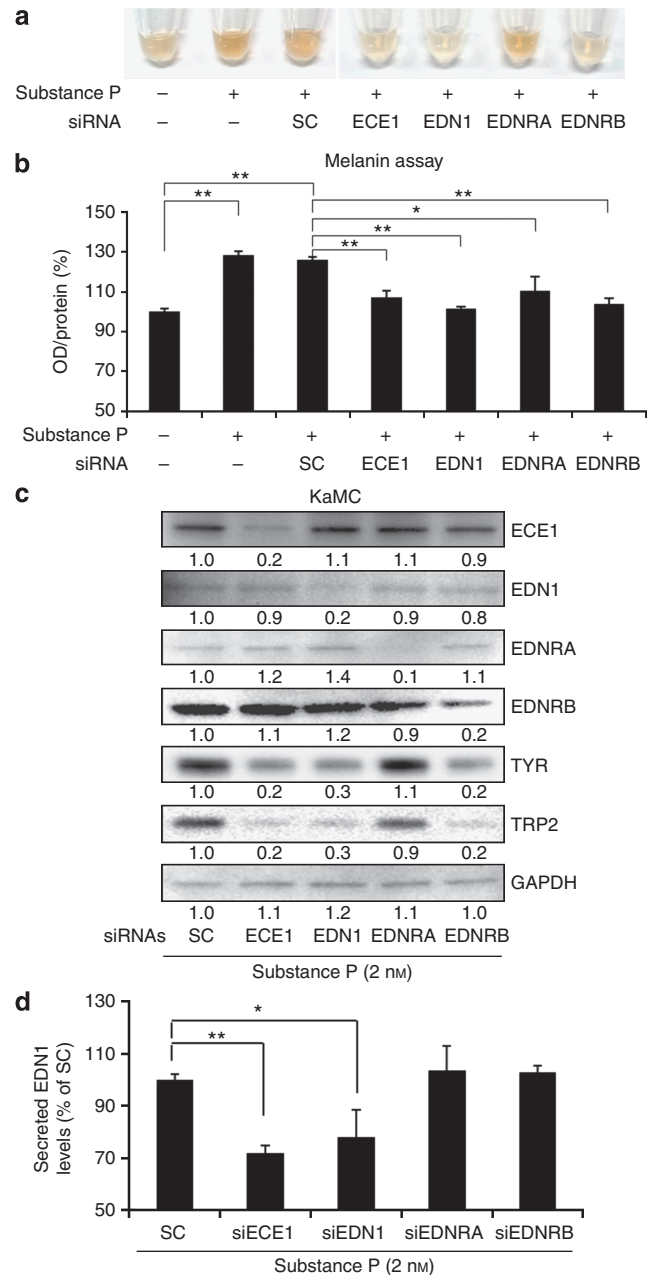 a
Substance P – + + + + + +
siRNA – – SC ECE1 EDN1 EDNRA EDNRB
b
Melanin assay
** ** ** * ** **
OD/protein (%)
150
130
110
90
70
50
Substance P – + + + + + +
siRNA – – SC ECE1 EDN1 EDNRA EDNRB
c
KaMC
ECE1
1.0 0.2 1.1 1.1 0.9
EDN1
1.0 0.9 0.2 0.9 0.8
EDNRA
1.0 1.2 1.4 0.1 1.1
EDNRB
1.0 1.1 1.2 0.9 0.2
TYR
1.0 0.2 0.3 1.1 0.2
TRP2
1.0 0.2 0.3 0.9 0.2
GAPDH
1.0 1.1 1.2 1.1 1.0
siRNAs SC ECE1 EDN1 EDNRA EDNRB
Substance P (2 nM)
d
Secreted EDN1
levels (% of SC)
130
110
90
70
50
* **
SC siECE1 siEDN1 siEDNRA siEDNRB
Substance P (2 nM)